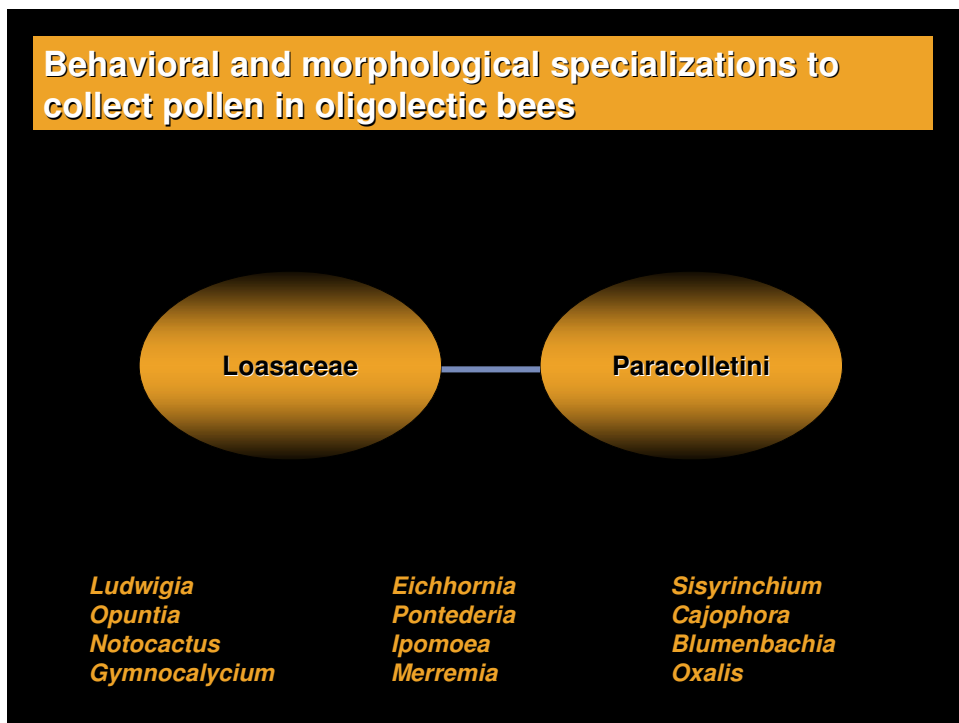 Behavioral and morphological specializations to
collect pollen in oligolectic bees
Loasaceae
Paracolletini
Ludwigia
Opuntia
Notocactus
Gymnocalycium
Eichhornia
Pontederia
Ipomoea
Merremia
Sisyrinchium
Cajophora
Blumenbachia
Oxalis